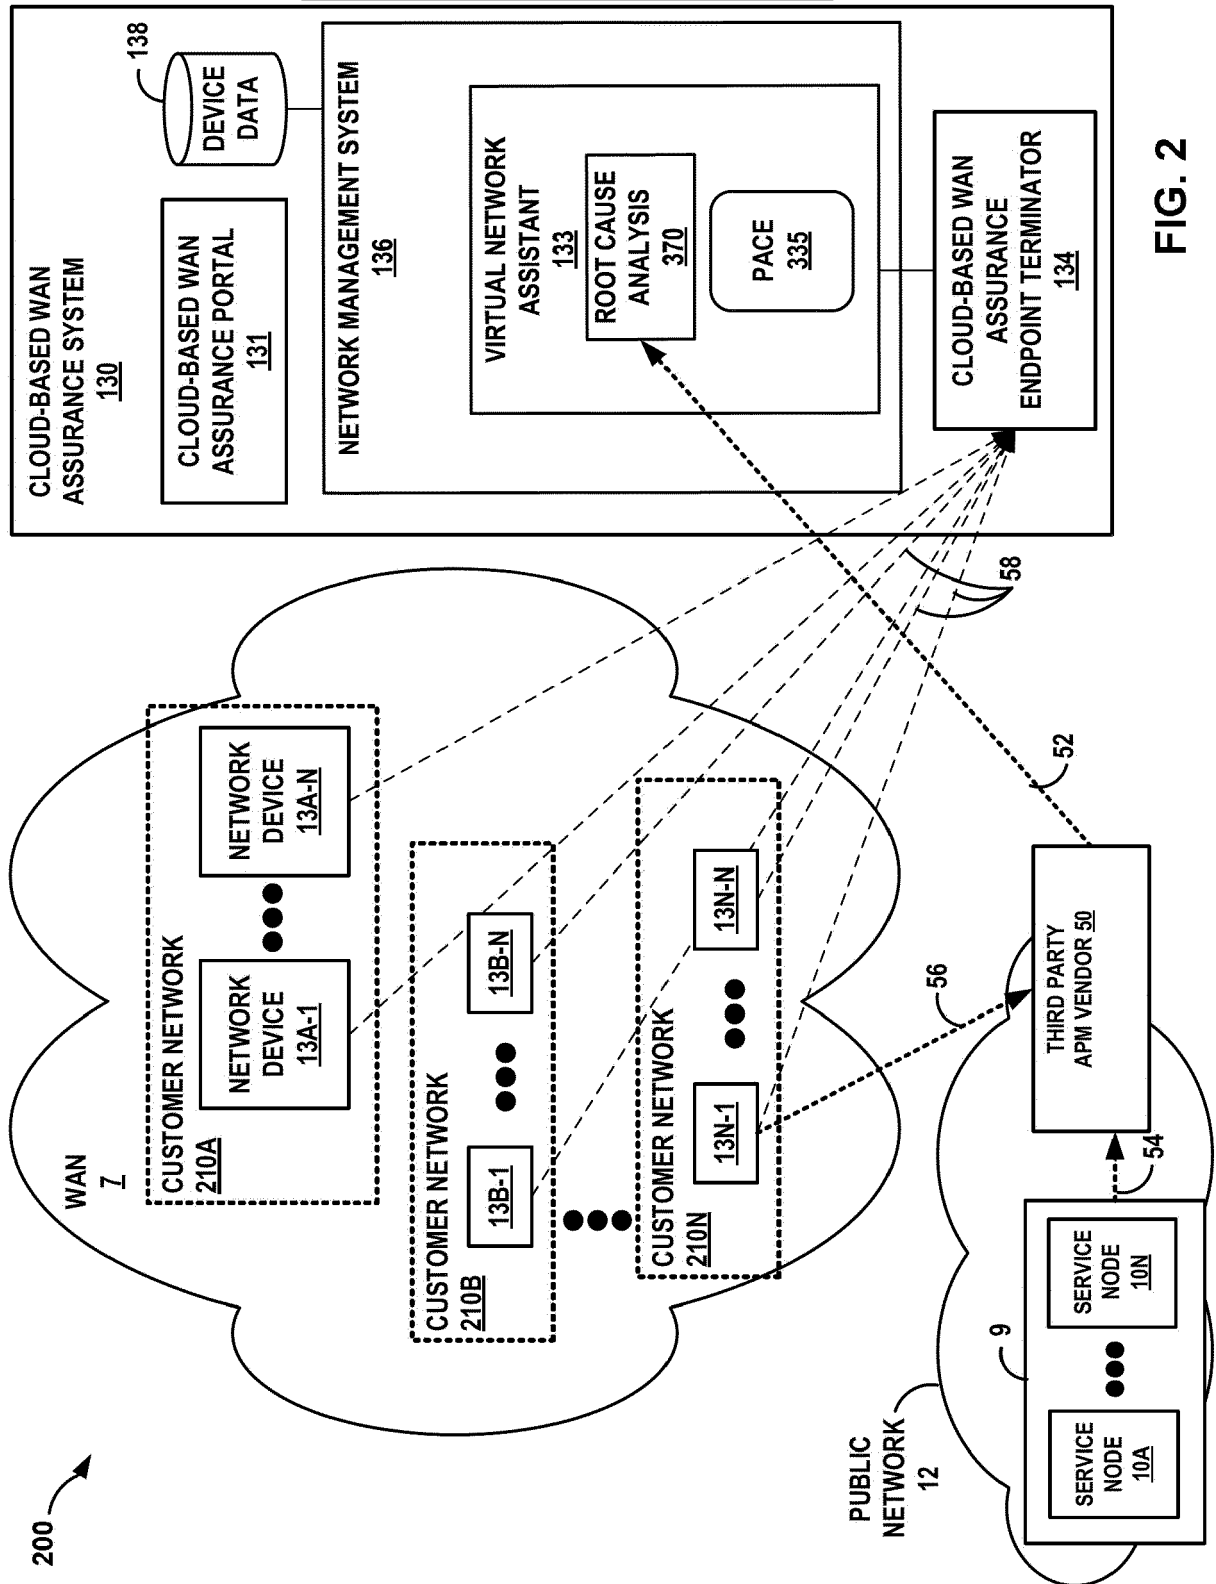 200
WAN
7
CUSTOMER NETWORK
210A
NETWORK
DEVICE
13A-1
NETWORK
DEVICE
13A-N
CUSTOMER NETWORK
210B
13B-1
13B-N
CUSTOMER NETWORK
210N
13N-1
13N-N
PUBLIC
NETWORK
12
9
SERVICE
NODE
10A
SERVICE
NODE
10N
54
THIRD PARTY
APM VENDOR 50
56
52
58
CLOUD-BASED WAN
ASSURANCE SYSTEM
130
CLOUD-BASED WAN
ASSURANCE PORTAL
131
DEVICE
DATA
138
NETWORK MANAGEMENT SYSTEM
136
VIRTUAL NETWORK
ASSISTANT
133
ROOT CAUSE
ANALYSIS
370
PACE
335
CLOUD-BASED WAN
ASSURANCE
ENDPOINT TERMINATOR
134
FIG. 2